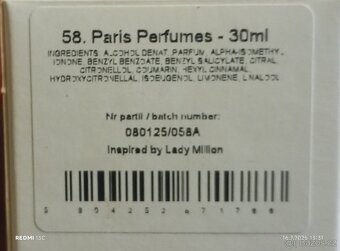 58. Paris Perfumes - 30ml
INGREDIENTS: ALCOHOL DENAT, PARFUM, ALPHA-ISOMETHYL
IONONE, BENZYL BENZOATE, BENZYL SALICYLATE, CITRAL,
CITRONELLOL, COUMARIN, HEXYL CINNAMAL
HYDROXYCITRONELLAL, ISOEUGENOL, LIMONENE, LINALOOL
Nr partii / batch number:
080125/058A
Inspired by Lady Million
REDMI 13C